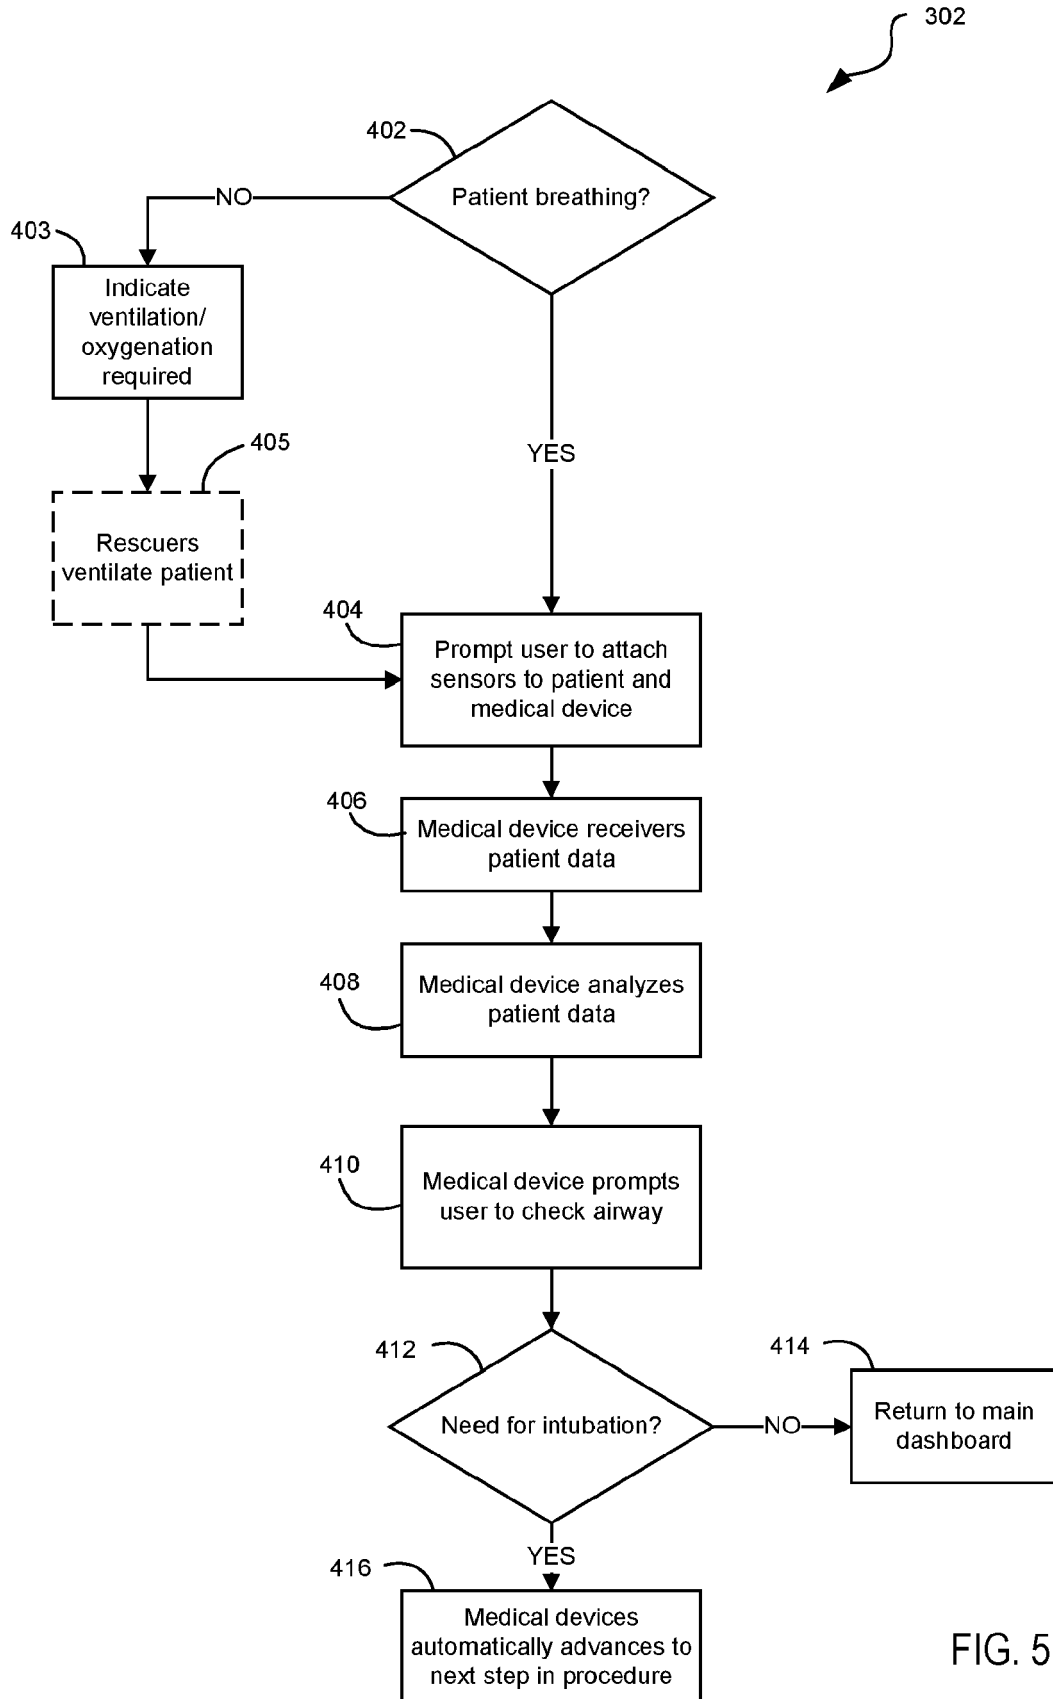 302
402
Patient breathing?
NO
403
Indicate
ventilation/
oxygenation
required
405
YES
Rescuers
ventilate patient
404
Prompt user to attach
sensors to patient and
medical device
406
Medical device receivers
patient data
408
Medical device analyzes
patient data
410
Medical device prompts
user to check airway
412
Need for intubation?
NO
414
Return to main
dashboard
YES
416
Medical devices
automatically advances to
next step in procedure
FIG. 5